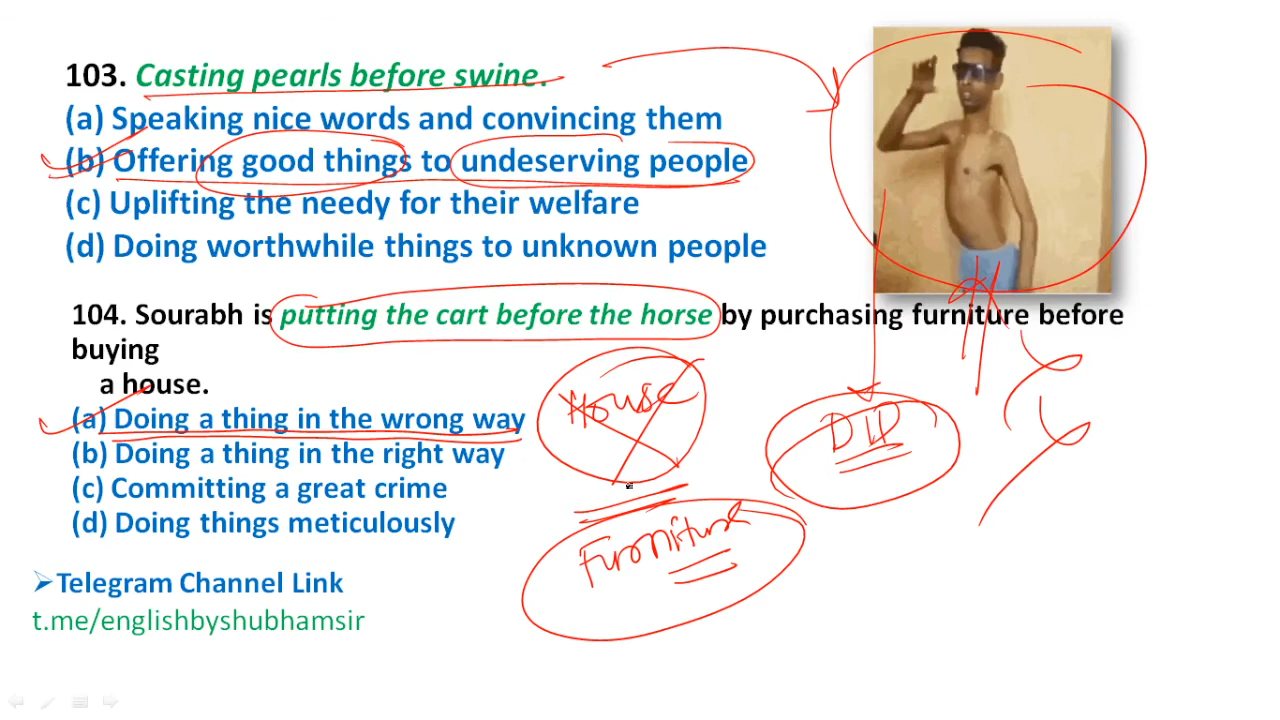 103. Casting pearls before swine.
(a) Speaking nice words and convincing them
(b) Offering good things to undeserving people
(c) Uplifting the needy for their welfare
(d) Doing worthwhile things to unknown people
104. Sourabh is putting the cart before the horse by purchasing furniture before
buying
a house.
(a) Doing a thing in the wrong way
(b) Doing a thing in the right way
(c) Committing a great crime
(d) Doing things meticulously
House
Furniture
➢Telegram Channel Link
t.me/englishbyshubhamsir